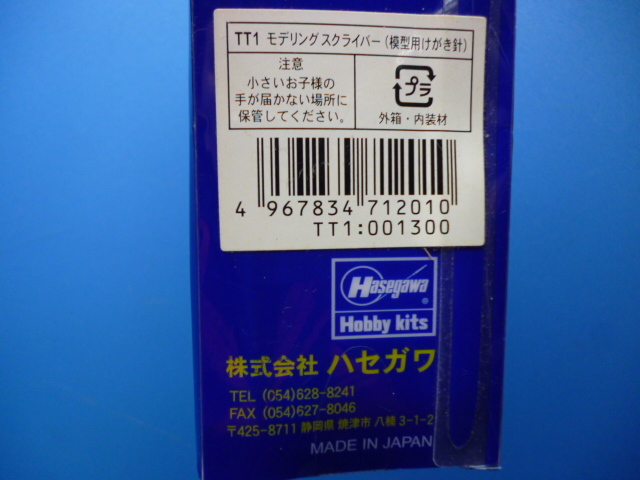 TT1 モデリングスクライバー(模型用けがき針)
注意
小さいお子様の
手が届かない場所に
保管してください。
プラ
外箱・内装材
4 967834 712010
TT1:001300
Hasegawa®
Hobby kits
株式会社 ハセガワ
TEL (054)628-8241
FAX (054)627-8046
〒425-8711 静岡県 焼津市 八楠 3-1-2
MADE IN JAPAN